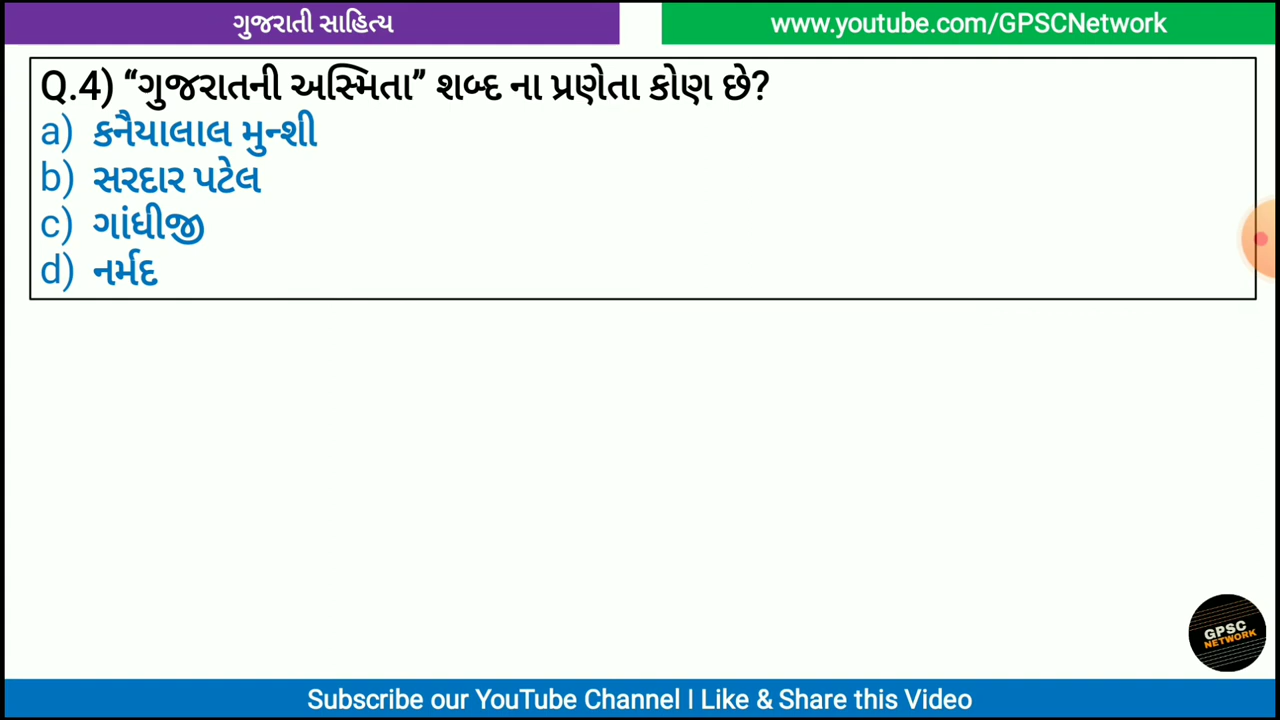 ગુજરાતી સાહિત્ય
www.youtube.com/GPSCNetwork
Q.4) “ગુજરાતની અસ્મિતા” શબ્દ ના પ્રણેતા કોણ છે?
a) કનૈયાલાલ મુન્શી
b) સરદાર પટેલ
c) ગાંધીજી
d) નર્મદ
GPSC
NETWORK
Subscribe our YouTube Channel | Like & Share this Video